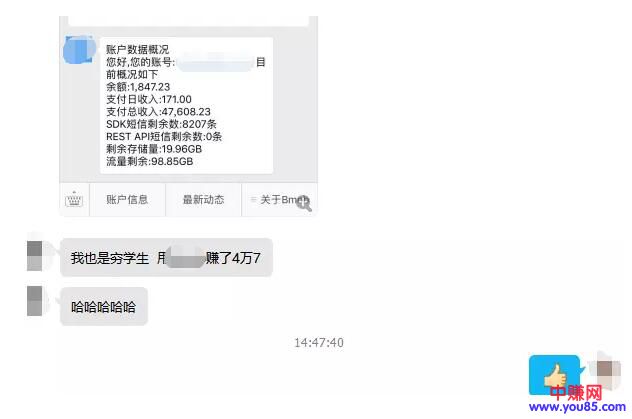 账户数据概况
您好,您的账号: 目
前概况如下
余额:1,847.23
支付日收入:171.00
支付总收入:47,608.23
SDK短信剩余数:8207条
REST API短信剩余数:0条
剩余存储量:19.96GB
流量剩余:98.85GB
账户信息
最新动态
关于Bmob
我也是穷学生 用 赚了4万7
哈哈哈哈哈
14:47:40
中赚网
www.you85.com